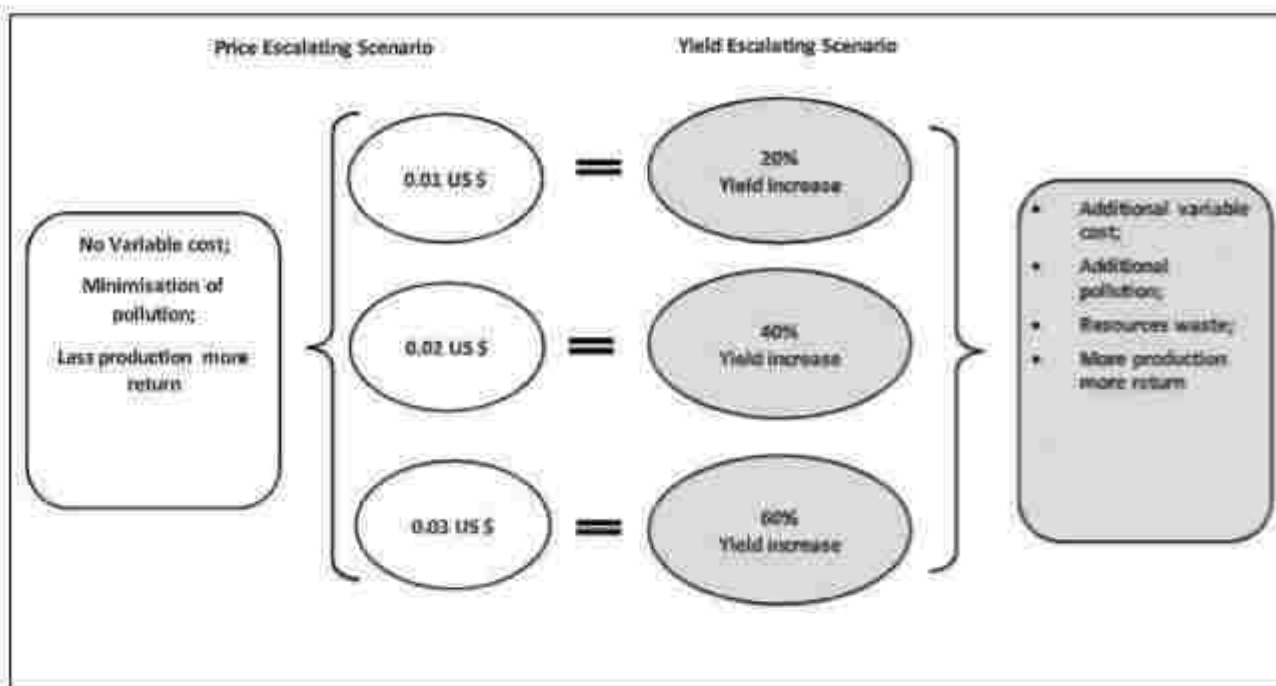 Price Escalating Scenario
Yield Escalating Scenario
No Variable cost;
Minimisation of
pollution;
Less production more
return
0.01 US $
=
20%
Yield increase
0.02 US $
=
40%
Yield increase
0.03 US $
=
60%
Yield increase
• Additional variable
cost;
• Additional
pollution;
• Resources waste;
• More production
more return